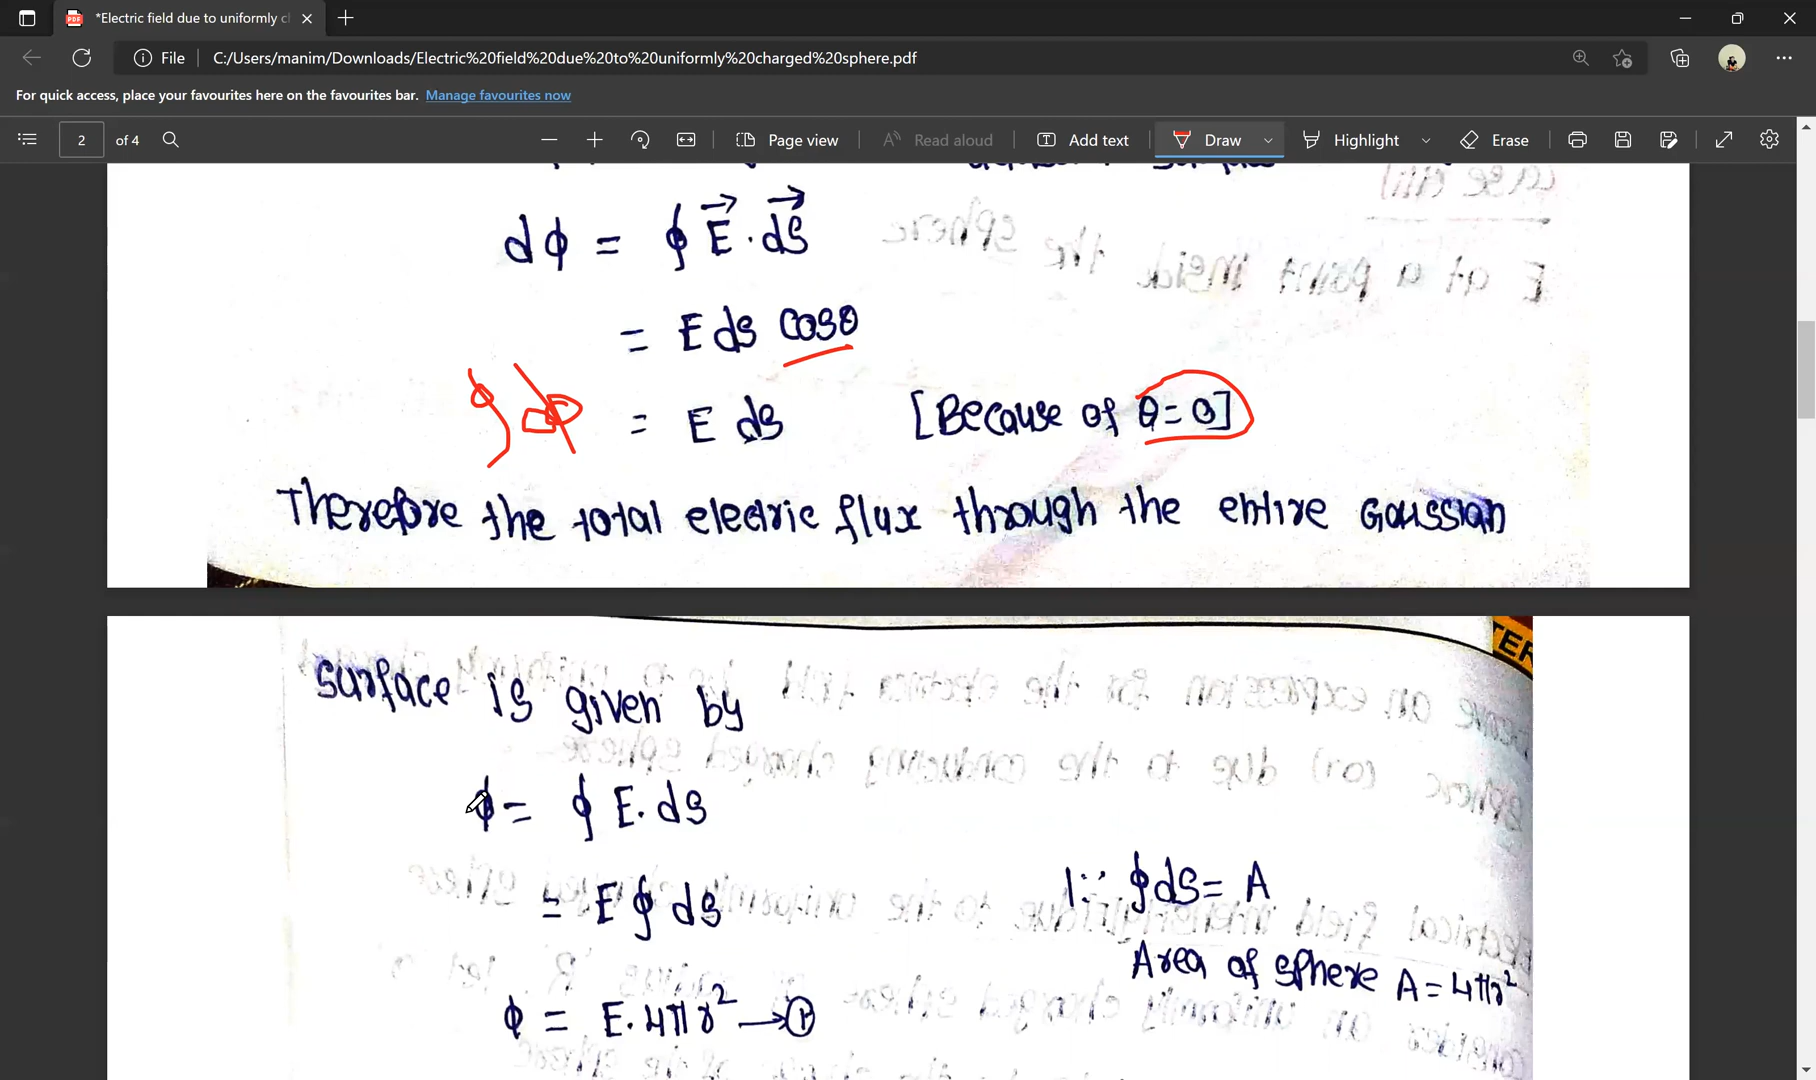 *Electric field due to uniformly c
File C:/Users/manim/Downloads/Electric%20field%20due%20to%20uniformly%20charged%20sphere.pdf
For quick access, place your favourites here on the favourites bar. Manage favourites now
2 of 4 Page view Read aloud Add text Draw Highlight Erase
dϕ = ∮ E⃗ . ds⃗
= E ds cosθ
= E ds [Because of θ = 0]
Therefore the total electric flux through the entire Gaussian
surface is given by
ϕ = ∮ E. ds
= E ∮ ds ∵ ∮ds = A
Area of sphere A = 4πr²
ϕ = E. 4πr² → ①